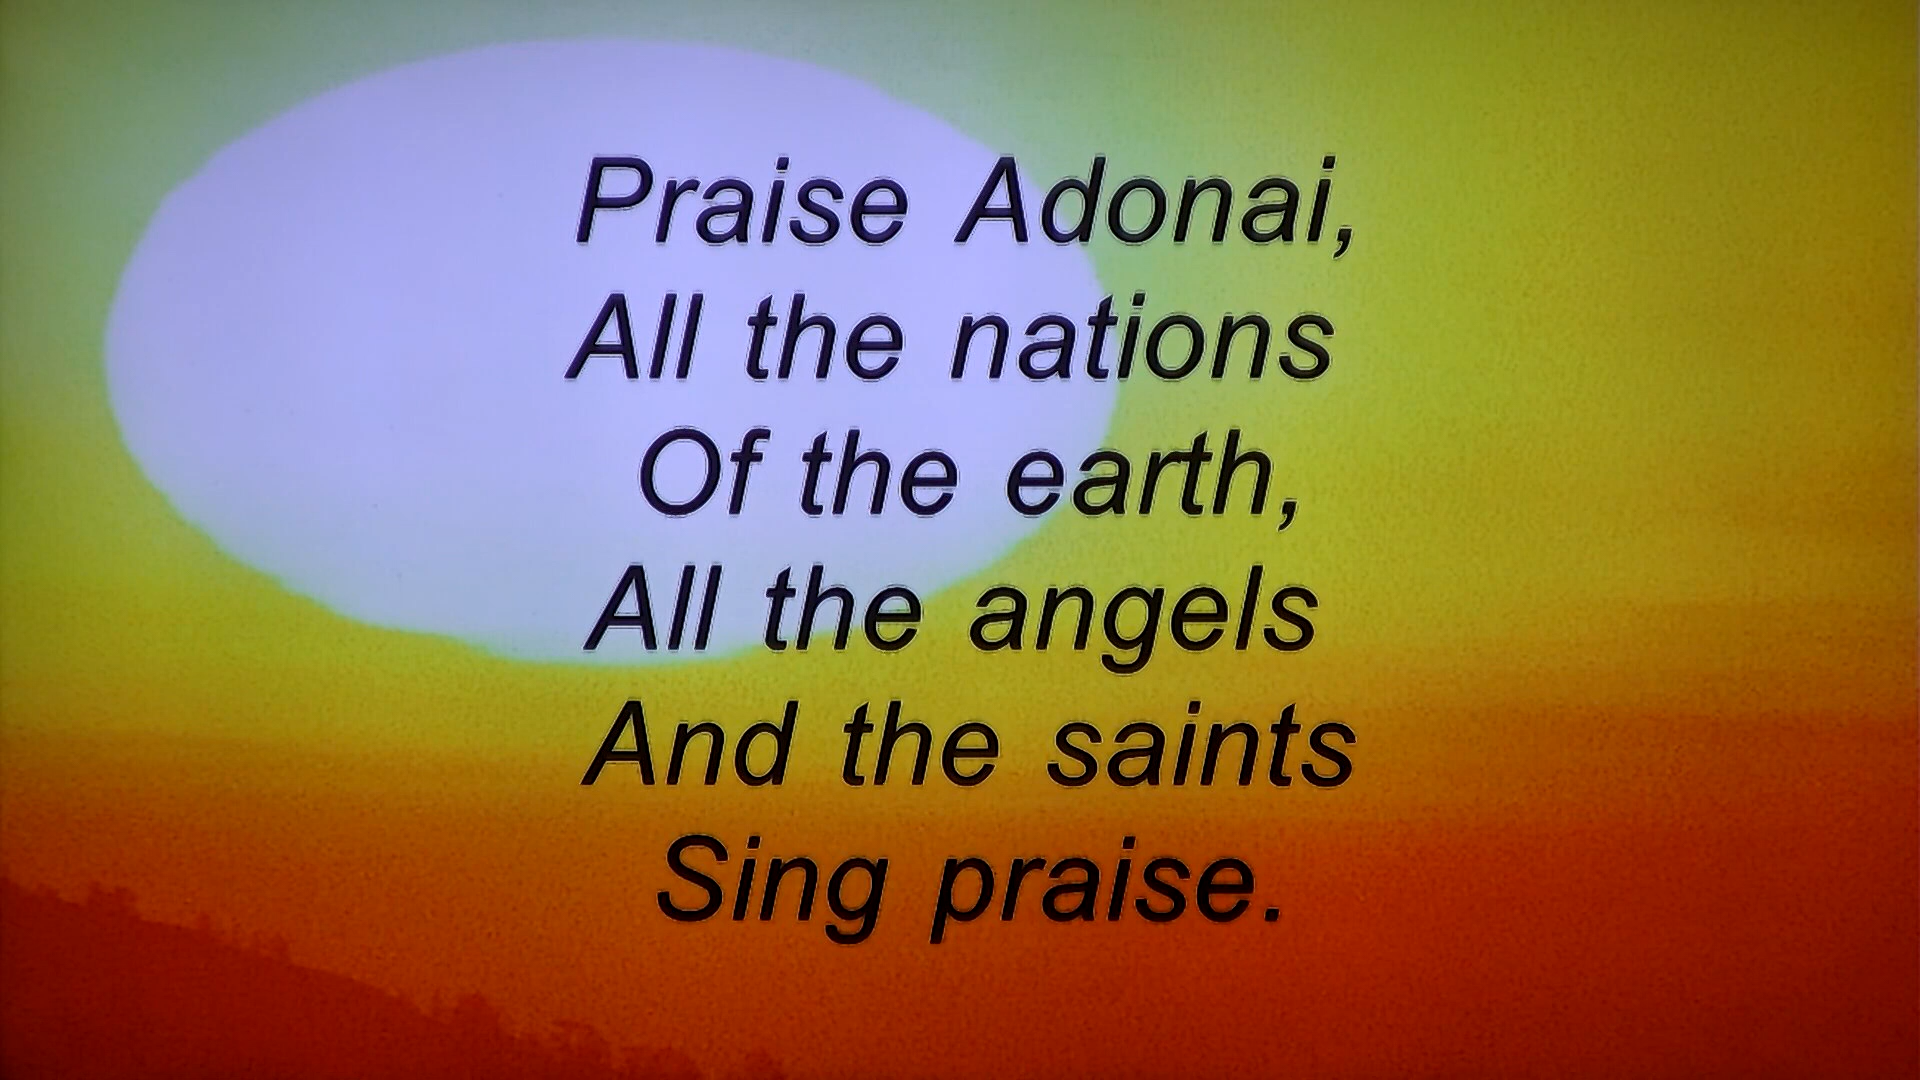 Praise Adonai,
All the nations
Of the earth,
All the angels
And the saints
Sing praise.